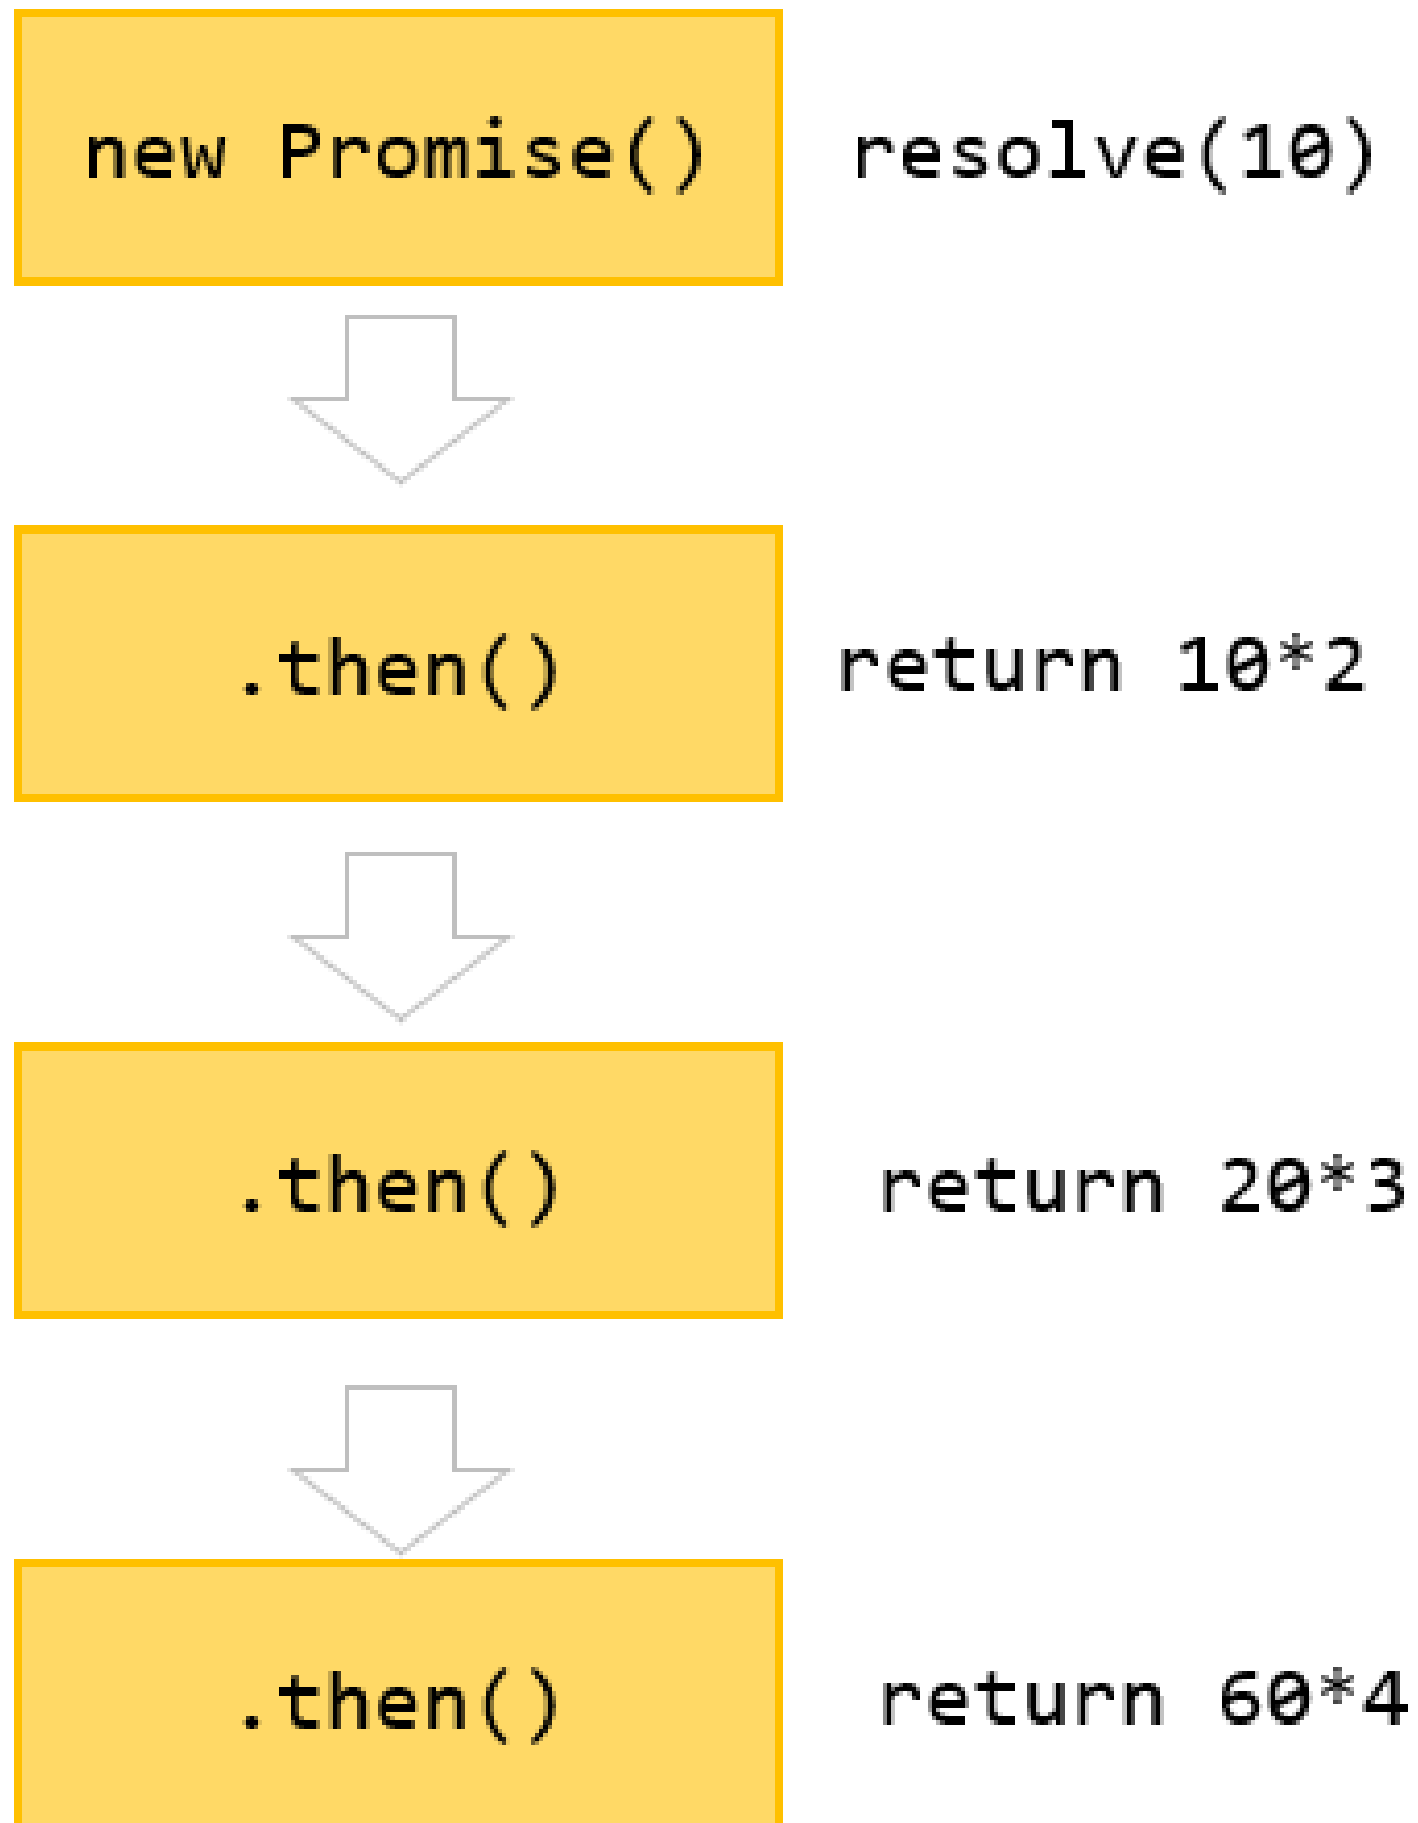 new Promise() resolve(10)
.then() return 10*2
.then() return 20*3
.then() return 60*4